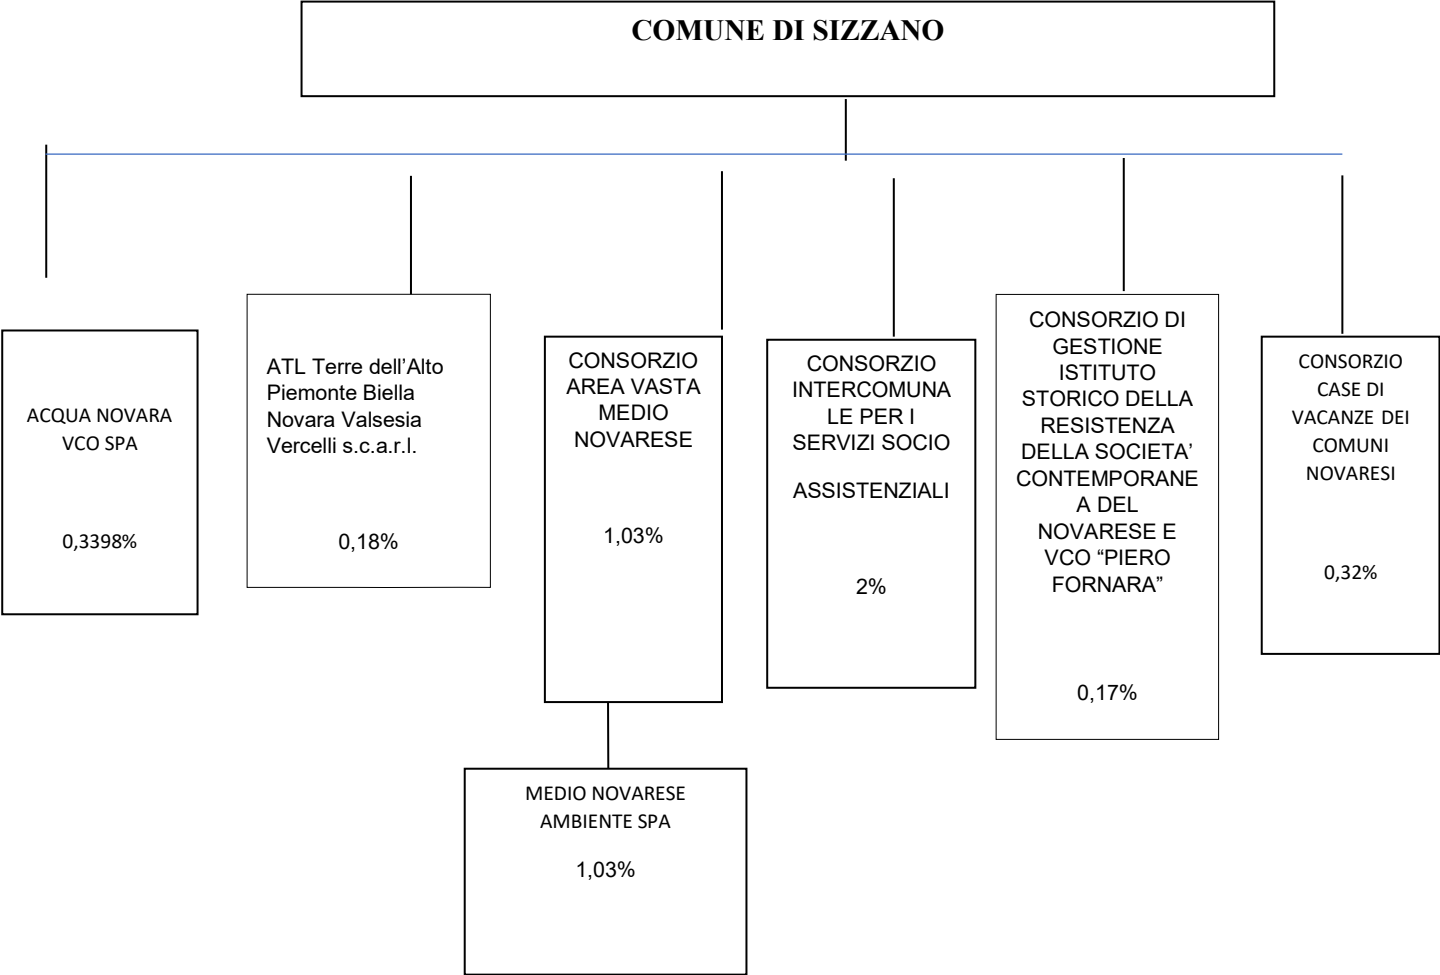 COMUNE DI SIZZANO
ACQUA NOVARA
VCO SPA
0,3398%
ATL Terre dell’Alto
Piemonte Biella
Novara Valsesia
Vercelli s.c.a.r.l.
0,18%
CONSORZIO
AREA VASTA
MEDIO
NOVARESE
1,03%
CONSORZIO
INTERCOMUNA
LE PER I
SERVIZI SOCIO
ASSISTENZIALI
2%
CONSORZIO DI
GESTIONE
ISTITUTO
STORICO DELLA
RESISTENZA
DELLA SOCIETA’
CONTEMPORANE
A DEL
NOVARESE E
VCO “PIERO
FORNARA”
0,17%
CONSORZIO
CASE DI
VACANZE DEI
COMUNI
NOVARESI
0,32%
MEDIO NOVARESE
AMBIENTE SPA
1,03%